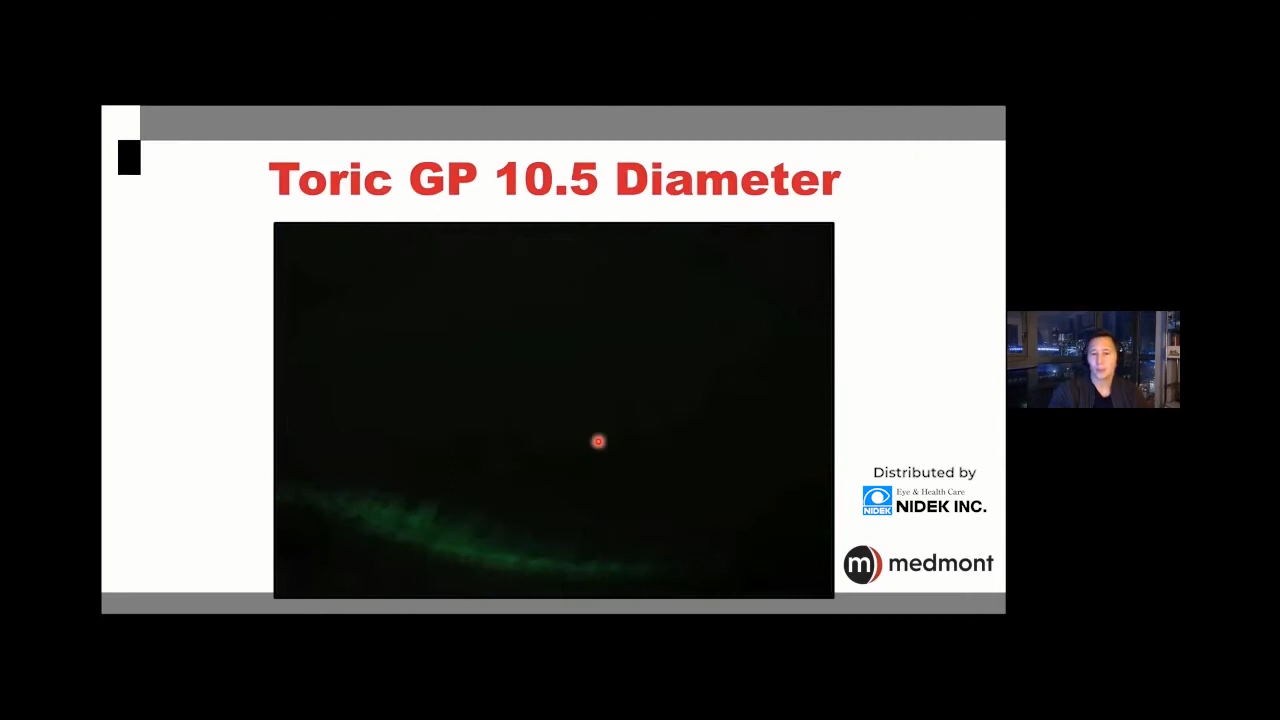 Toric GP 10.5 Diameter
Distributed by
Eye & Health Care
NIDEK NIDEK INC.
m medmont